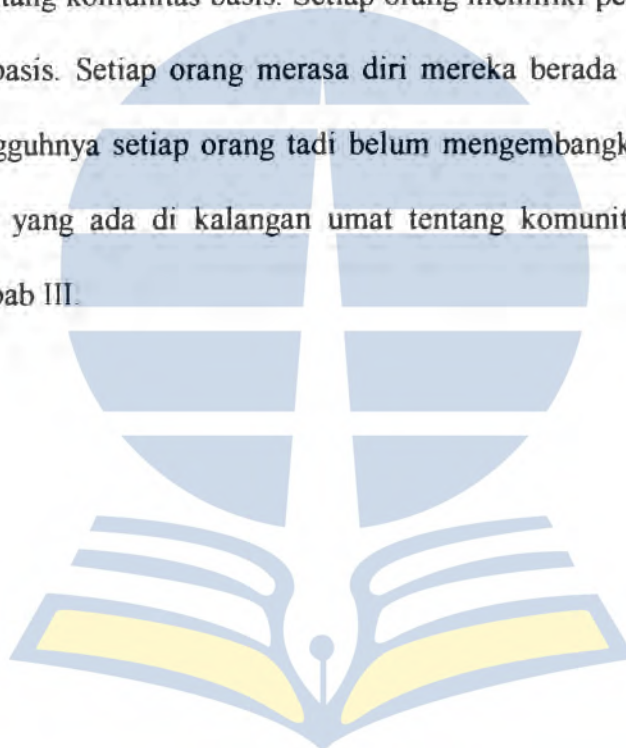 tang komunitas basis. Setiap orang memiliki pe
basis. Setiap orang merasa diri mereka berada
gguhnya setiap orang tadi belum mengembangk
yang ada di kalangan umat tentang komunit
bab III.